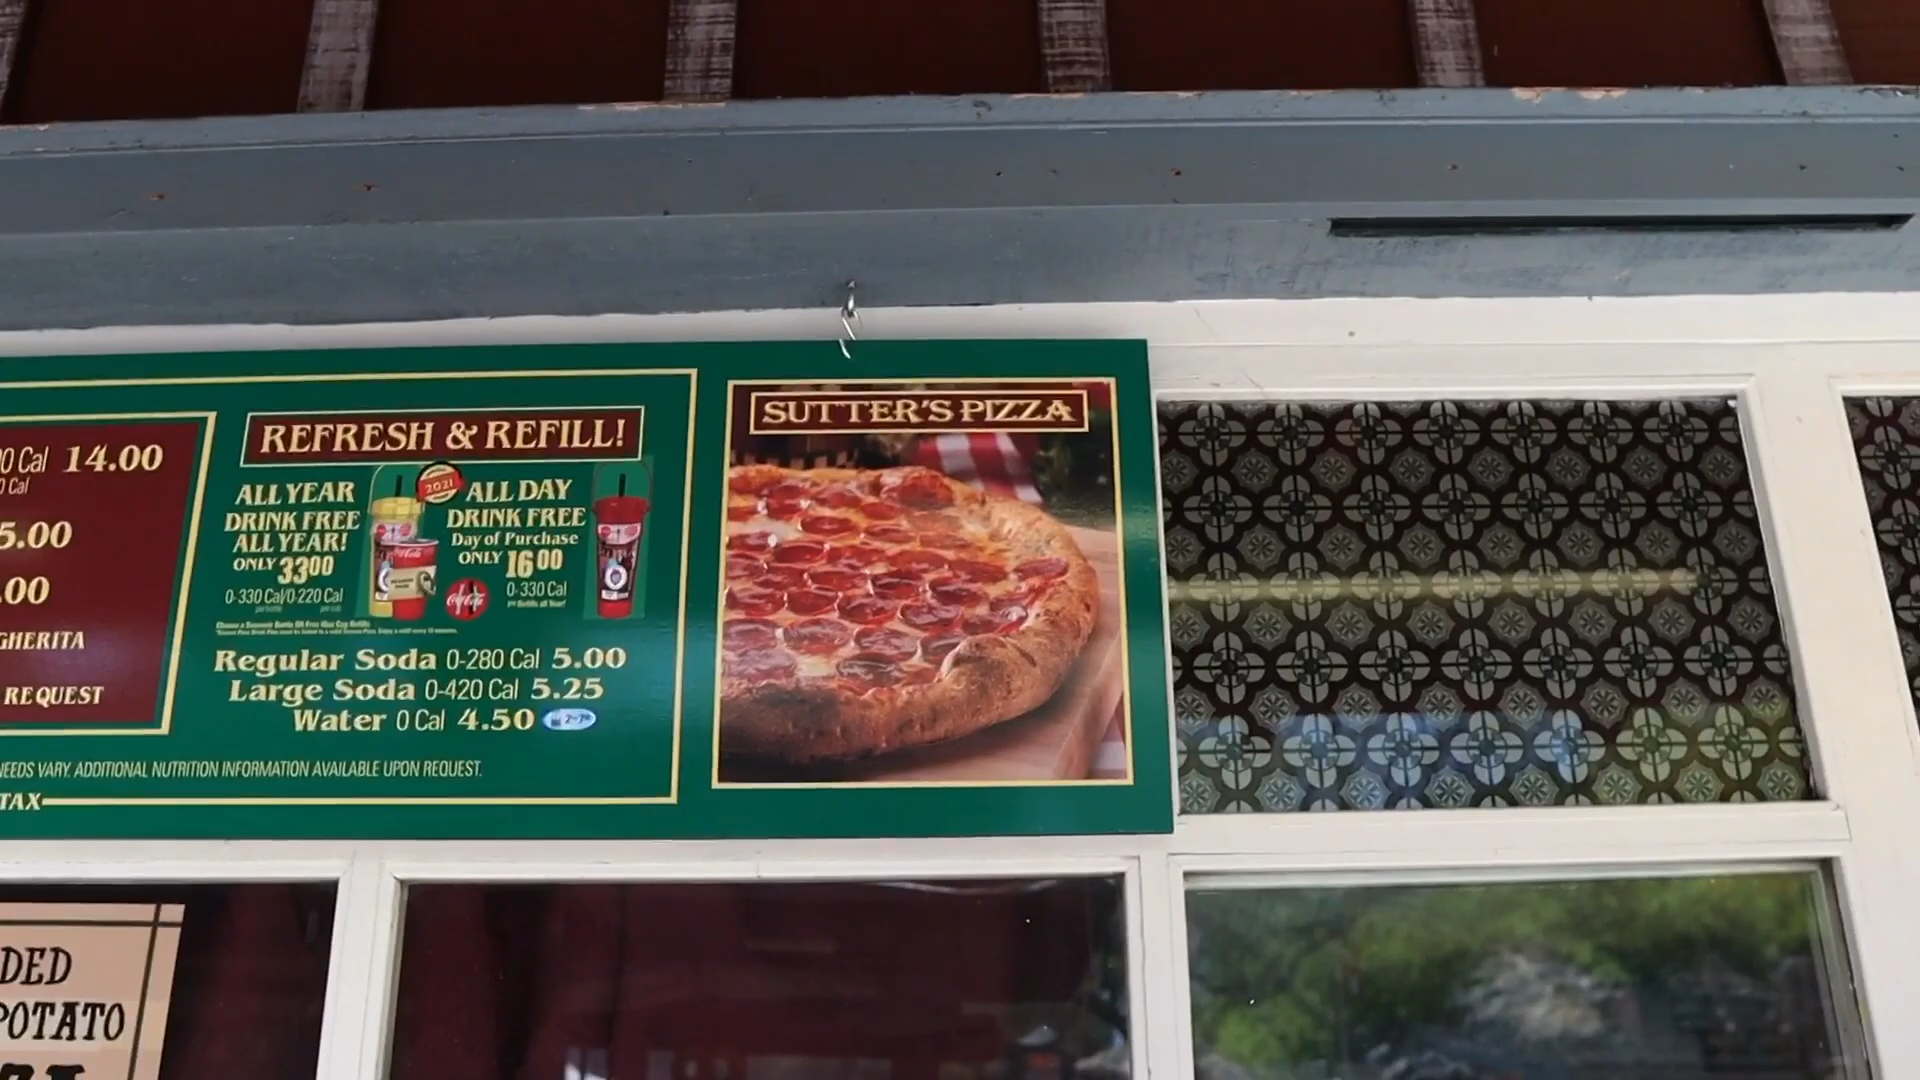 0 Cal 14.00
0 Cal
5.00
.00
GHERITA
REQUEST
REFRESH & REFILL!
ALL YEAR
DRINK FREE
ALL YEAR!
ONLY 3300
0-330 Cal/0-220 Cal
2021
ALL DAY
DRINK FREE
Day of Purchase
ONLY 16 00
0-330 Cal
Coca-Cola
Regular Soda 0-280 Cal 5.00
Large Soda 0-420 Cal 5.25
Water 0 Cal 4.50
NEEDS VARY. ADDITIONAL NUTRITION INFORMATION AVAILABLE UPON REQUEST.
TAX
SUTTER'S PIZZA
DED
POTATO